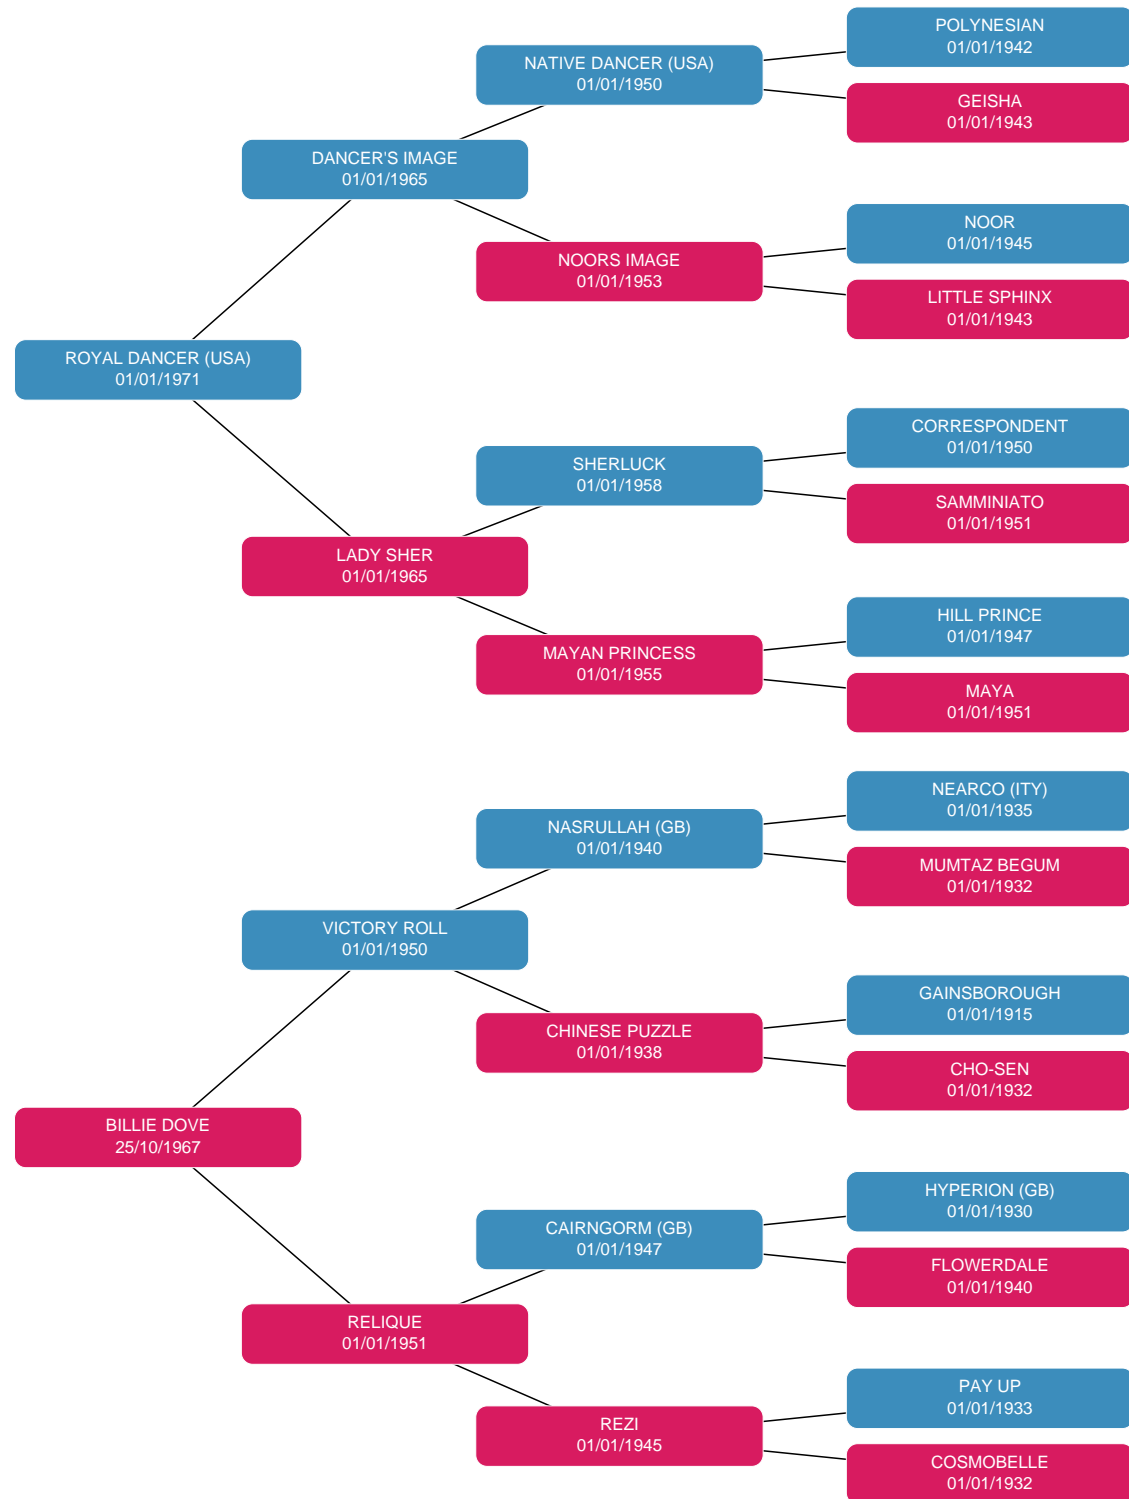 POLYNESIAN
01/01/1942
NATIVE DANCER (USA)
01/01/1950
GEISHA
01/01/1943
DANCER'S IMAGE
01/01/1965
NOOR
01/01/1945
NOORS IMAGE
01/01/1953
LITTLE SPHINX
01/01/1943
ROYAL DANCER (USA)
01/01/1971
CORRESPONDENT
01/01/1950
SHERLUCK
01/01/1958
SAMMINIATO
01/01/1951
LADY SHER
01/01/1965
HILL PRINCE
01/01/1947
MAYAN PRINCESS
01/01/1955
MAYA
01/01/1951
NEARCO (ITY)
01/01/1935
NASRULLAH (GB)
01/01/1940
MUMTAZ BEGUM
01/01/1932
VICTORY ROLL
01/01/1950
GAINSBOROUGH
01/01/1915
CHINESE PUZZLE
01/01/1938
CHO-SEN
01/01/1932
BILLIE DOVE
25/10/1967
HYPERION (GB)
01/01/1930
CAIRNGORM (GB)
01/01/1947
FLOWERDALE
01/01/1940
RELIQUE
01/01/1951
PAY UP
01/01/1933
REZI
01/01/1945
COSMOBELLE
01/01/1932